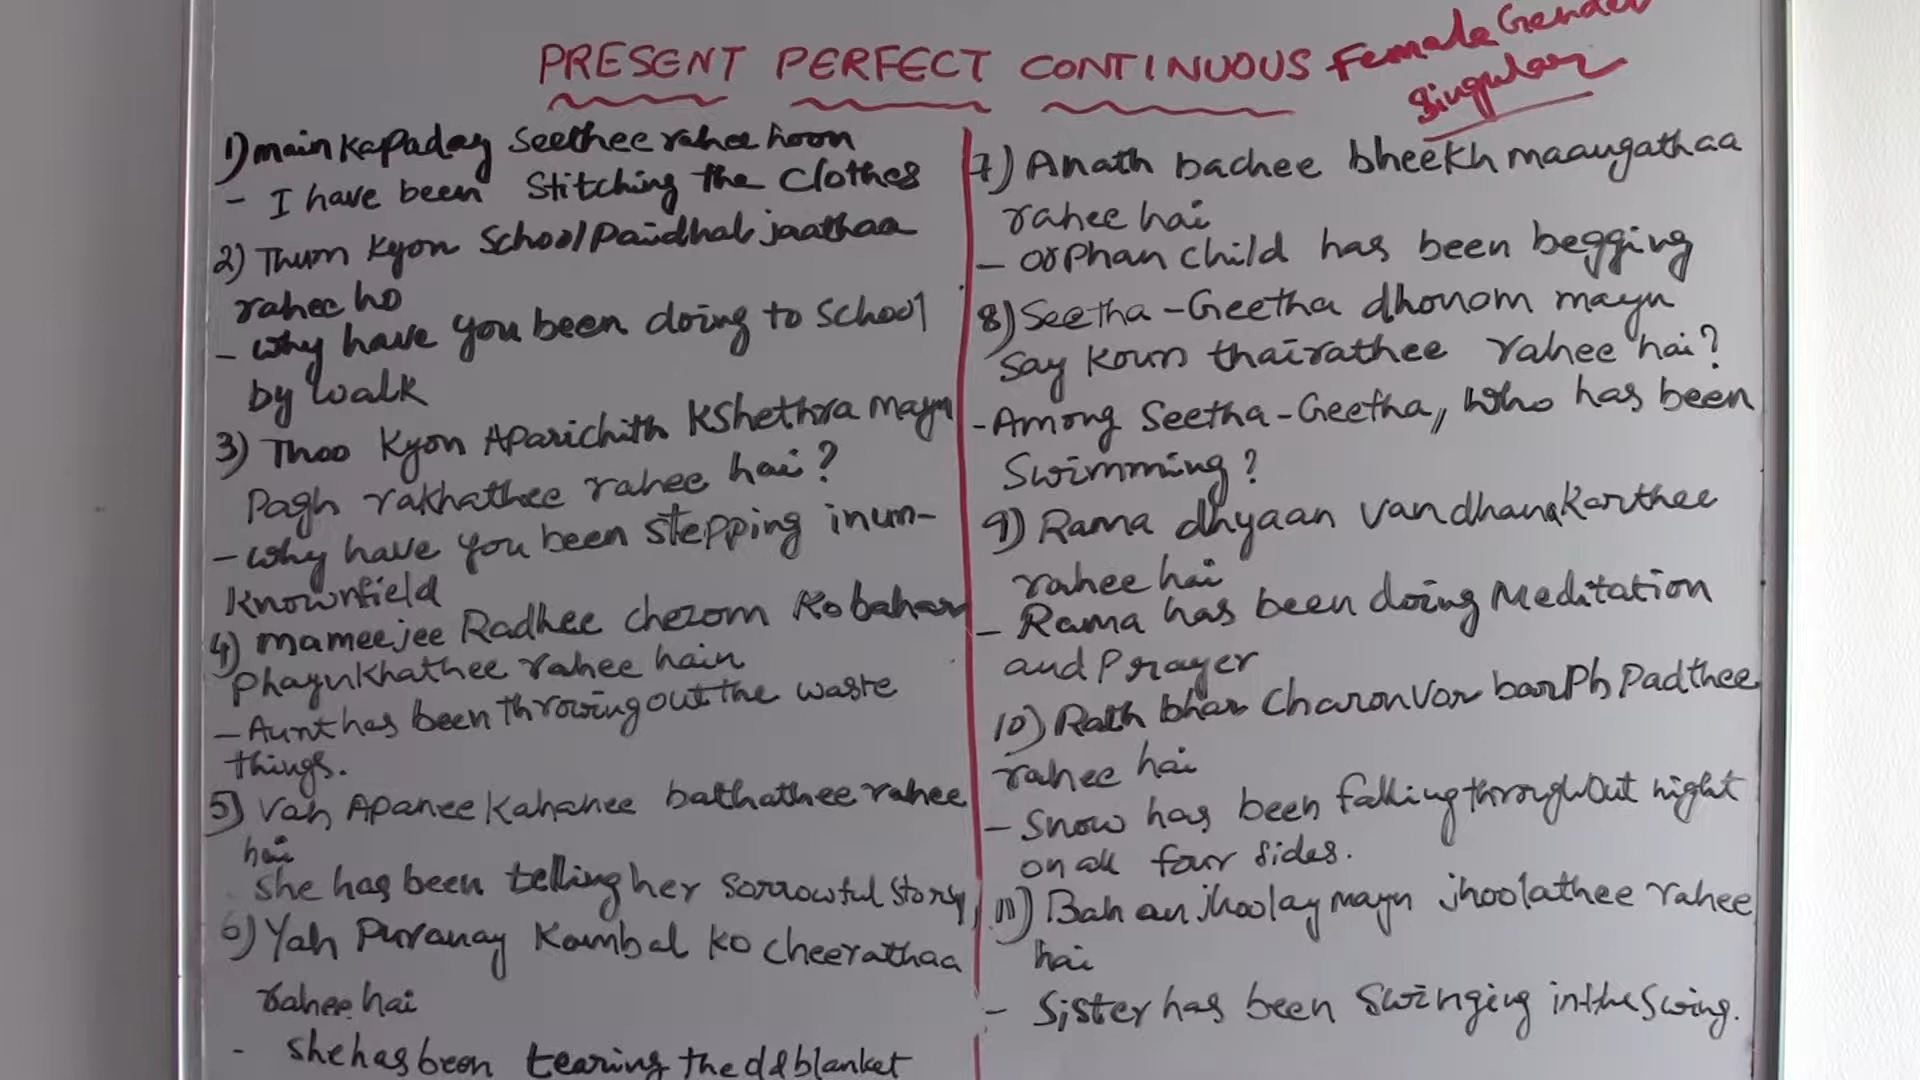 PRESENT PERFECT CONTINUOUS Female Gender
Singular
1) main Kapaday Seethee rahee hoon
- I have been Stitching the Clothes
2) Thum Kyon School Paidhal jaathaa
rahee ho
- Why have you been doing to School
by Walk
3) Thoo Kyon Aparichith Kshethra mayn
Pagh rakhathee rahee hai?
- Why have you been stepping in un-
Known field
4) mameejee Radhee chezom Ko bahar
Phaynkhathee rahee hain
- Aunt has been throwing out the waste
things.
5) Vah Apanee Kahanee bathathee rahee
hai
She has been telling her Sorrowful Story
6) Yah Puranay Kambal Ko cheerathaa
rahee hai
- She has been tearing the old blanket
7) Anath bachee bheekh maangathaa
rahee hai
- orphan child has been begging
8) Seetha-Geetha dhonom mayn
Say Koun thairathee rahee hai?
- Among Seetha-Geetha,, Who has been
Swimming?
9) Rama dhyaan Vandhana Karthee
rahee hai
- Rama has been doing Meditation
and Prayer
10) Rath bhar Charon Vor barPh Padthee
rahee hai
- Snow has been falling throughout night
on all four sides.
11) Bahan jhoolay mayn jhoolathee rahee
hai
- Sister has been Swinging in the Swing.